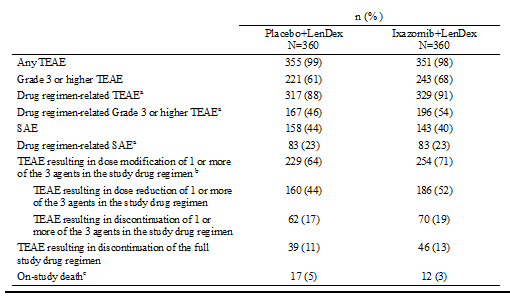 n (%)
Placebo+LenDex Ixazomib+LenDex
N=360 N=360
Any TEAE 355 (99) 351 (98)
Grade 3 or higher TEAE 221 (61) 243 (68)
Drug regimen-related TEAEᵃ 317 (88) 329 (91)
Drug regimen-related Grade 3 or higher TEAEᵃ 167 (46) 196 (54)
SAE 158 (44) 143 (40)
Drug regimen-related SAEᵃ 83 (23) 83 (23)
TEAE resulting in dose modification of 1 or more 229 (64) 254 (71)
of the 3 agents in the study drug regimen ᵇ
TEAE resulting in dose reduction of 1 or more 160 (44) 186 (52)
of the 3 agents in the study drug regimen
TEAE resulting in discontinuation of 1 or 62 (17) 70 (19)
more of the 3 agents in the study drug regimen
TEAE resulting in discontinuation of the full 39 (11) 46 (13)
study drug regimen
On-study deathᶜ 17 (5) 12 (3)